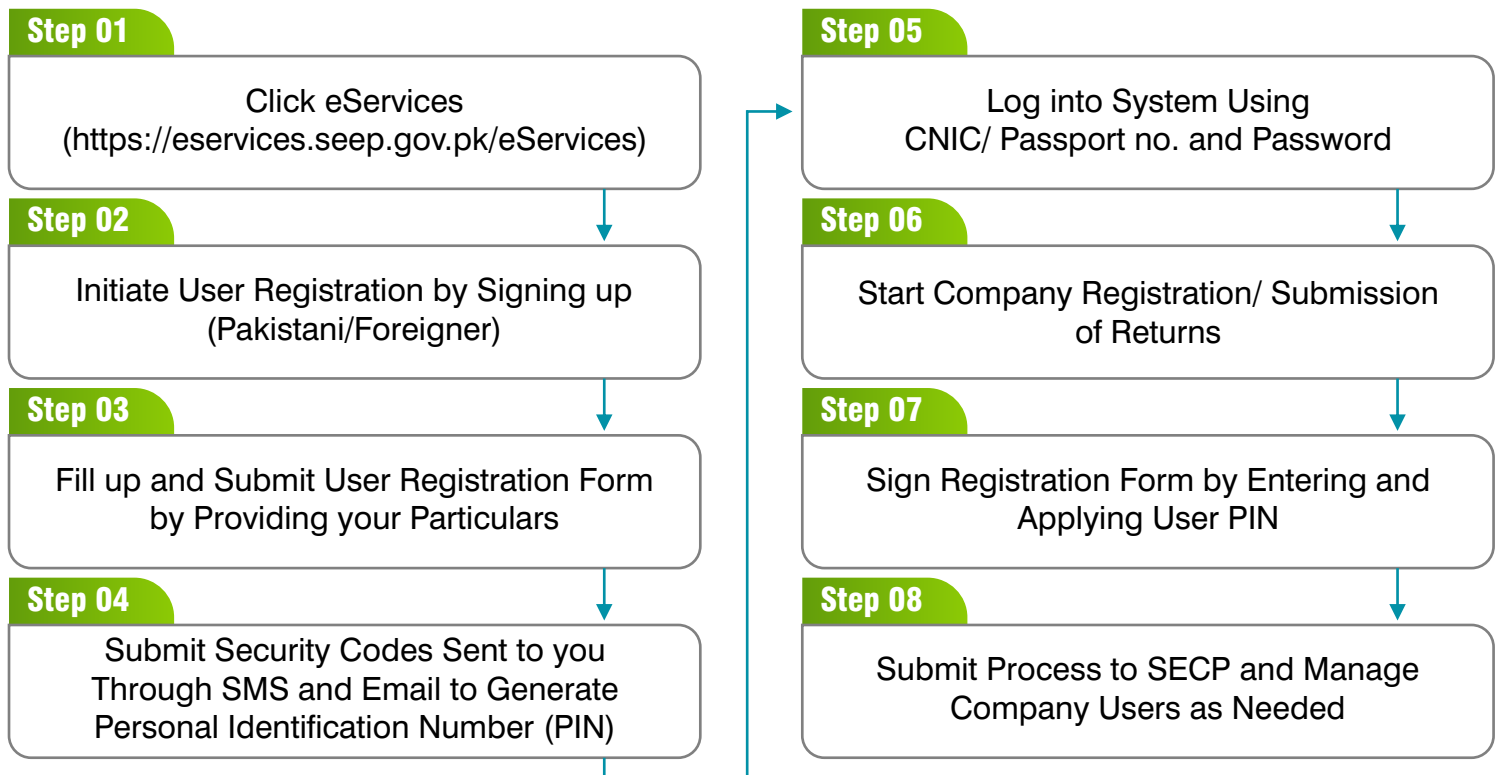 Step 01
Click eServices
(https://eservices.seep.gov.pk/eServices)
Step 02
Initiate User Registration by Signing up
(Pakistani/Foreigner)
Step 03
Fill up and Submit User Registration Form
by Providing your Particulars
Step 04
Submit Security Codes Sent to you
Through SMS and Email to Generate
Personal Identification Number (PIN)
Step 05
Log into System Using
CNIC/ Passport no. and Password
Step 06
Start Company Registration/ Submission
of Returns
Step 07
Sign Registration Form by Entering and
Applying User PIN
Step 08
Submit Process to SECP and Manage
Company Users as Needed